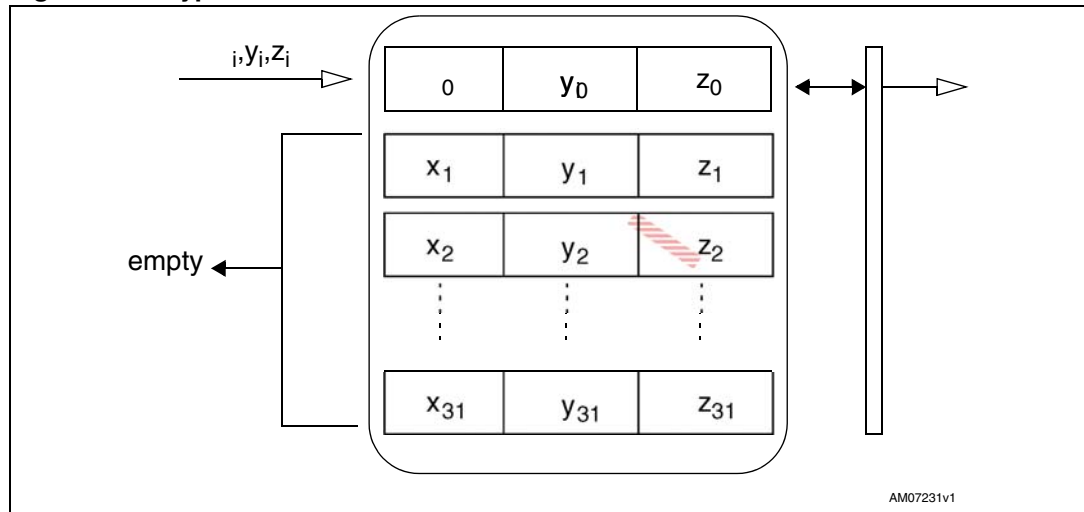 i,yi,zi
0 y0 z0
x1 y1 z1
x2 y2 z2
empty
x31 y31 z31
AM07231v1